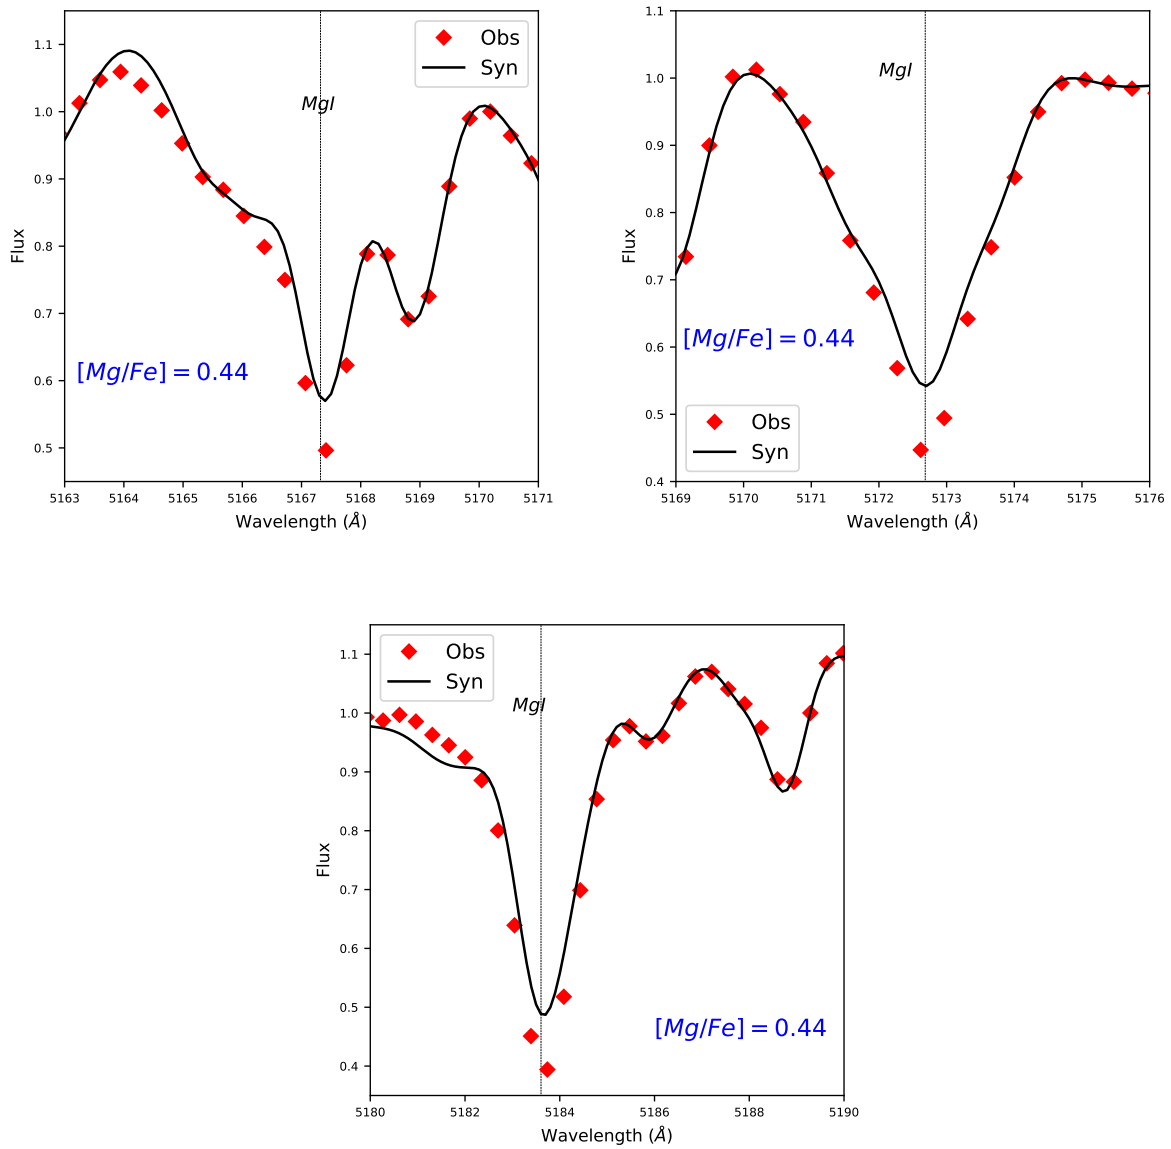 1.1
1.0
0.9
0.8
0.7
0.6
0.5
Flux
Obs
Syn
MgI
[Mg/Fe] = 0.44
5163 5164 5165 5166 5167 5168 5169 5170 5171
Wavelength (Å)
1.1
1.0
0.9
0.8
0.7
0.6
0.5
0.4
Flux
MgI
[Mg/Fe] = 0.44
Obs
Syn
5169 5170 5171 5172 5173 5174 5175 5176
Wavelength (Å)
1.1
1.0
0.9
0.8
0.7
0.6
0.5
0.4
Flux
Obs
Syn
MgI
[Mg/Fe] = 0.44
5180 5182 5184 5186 5188 5190
Wavelength (Å)